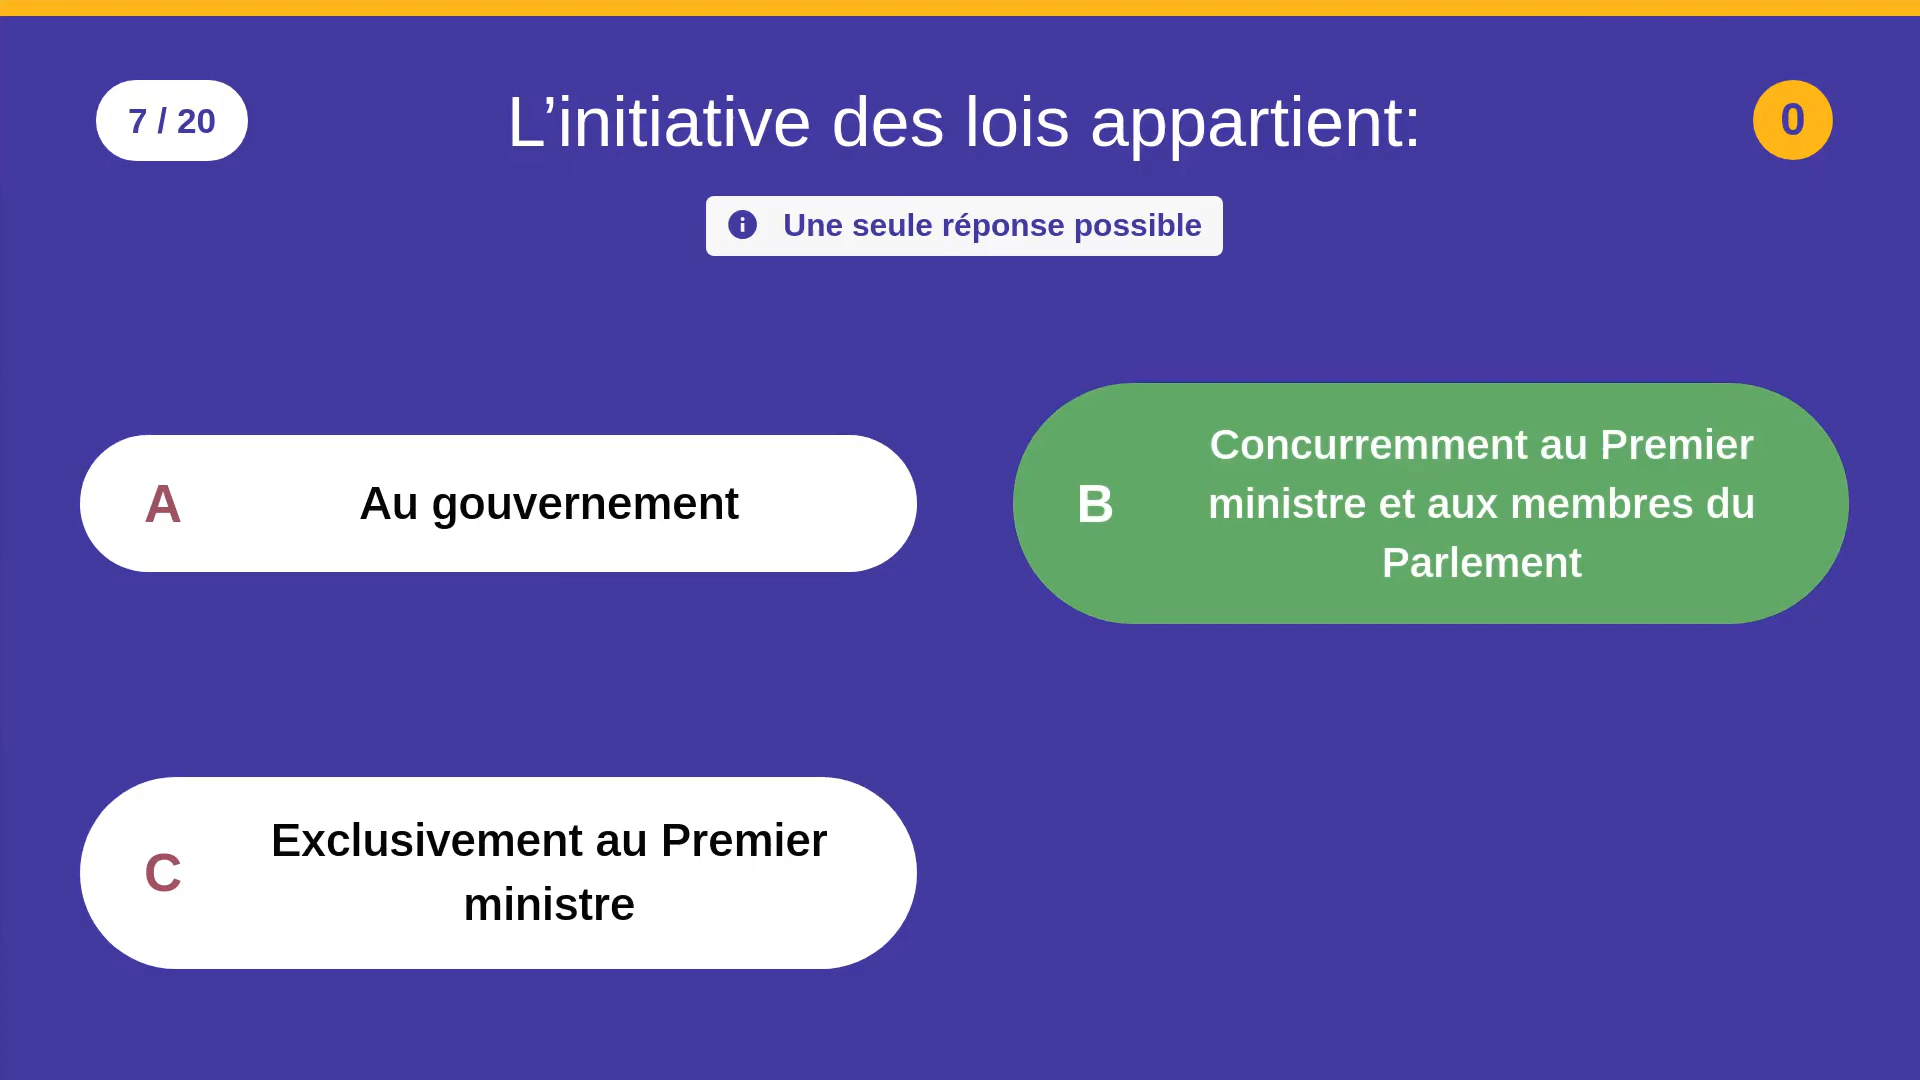 7 / 20
L’initiative des lois appartient:
0
Une seule réponse possible
A
Au gouvernement
B
Concurremment au Premier
ministre et aux membres du
Parlement
C
Exclusivement au Premier
ministre